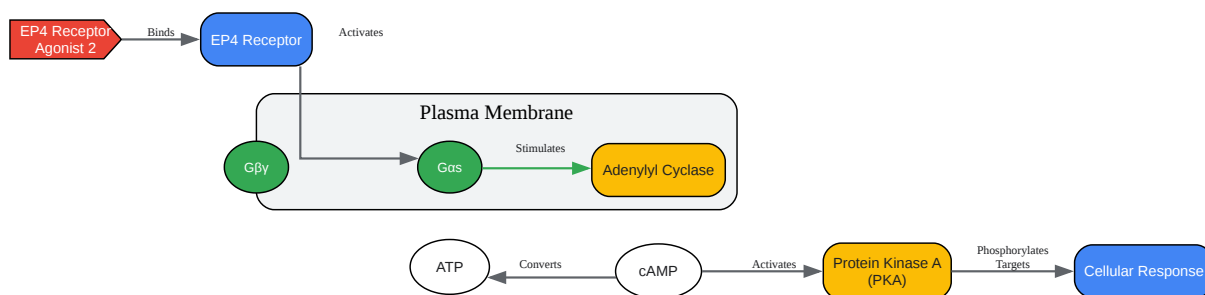 EP4 Receptor
Agonist 2
Binds
EP4 Receptor
Activates
Plasma Membrane
Gβγ
Gαs
Stimulates
Adenylyl Cyclase
ATP
Converts
cAMP
Activates
Protein Kinase A
(PKA)
Phosphorylates
Targets
Cellular Response